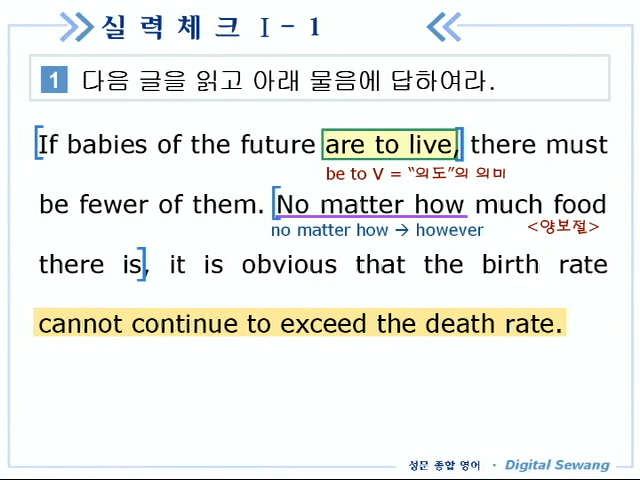 실력체크 I - 1
1 다음 글을 읽고 아래 물음에 답하여라.
If babies of the future are to live, there must
be to V = “의도”의 의미
be fewer of them. No matter how much food
no matter how → however <양보절>
there is, it is obvious that the birth rate
cannot continue to exceed the death rate.
정문 종합 영어 · Digital Sewang